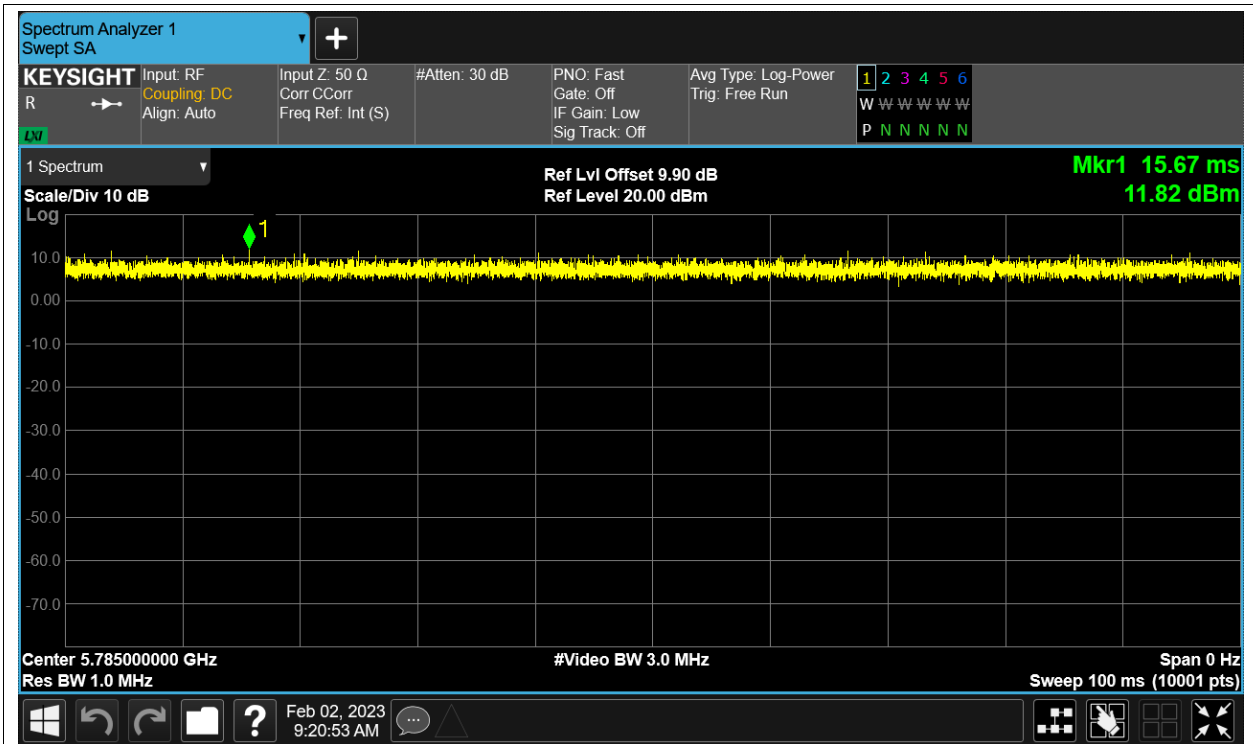 Spectrum Analyzer 1
Swept SA
KEYSIGHT
R
LXI
Input: RF
Coupling: DC
Align: Auto
Input Z: 50 Ω
Corr CCorr
Freq Ref: Int (S)
#Atten: 30 dB
PNO: Fast
Gate: Off
IF Gain: Low
Sig Track: Off
Avg Type: Log-Power
Trig: Free Run
1 2 3 4 5 6
W W W W W W
P N N N N N
1 Spectrum
Scale/Div 10 dB
Log
Ref Lvl Offset 9.90 dB
Ref Level 20.00 dBm
Mkr1 15.67 ms
11.82 dBm
1
10.0
0.00
-10.0
-20.0
-30.0
-40.0
-50.0
-60.0
-70.0
Center 5.785000000 GHz
#Video BW 3.0 MHz
Span 0 Hz
Res BW 1.0 MHz
Sweep 100 ms (10001 pts)
?
Feb 02, 2023
9:20:53 AM